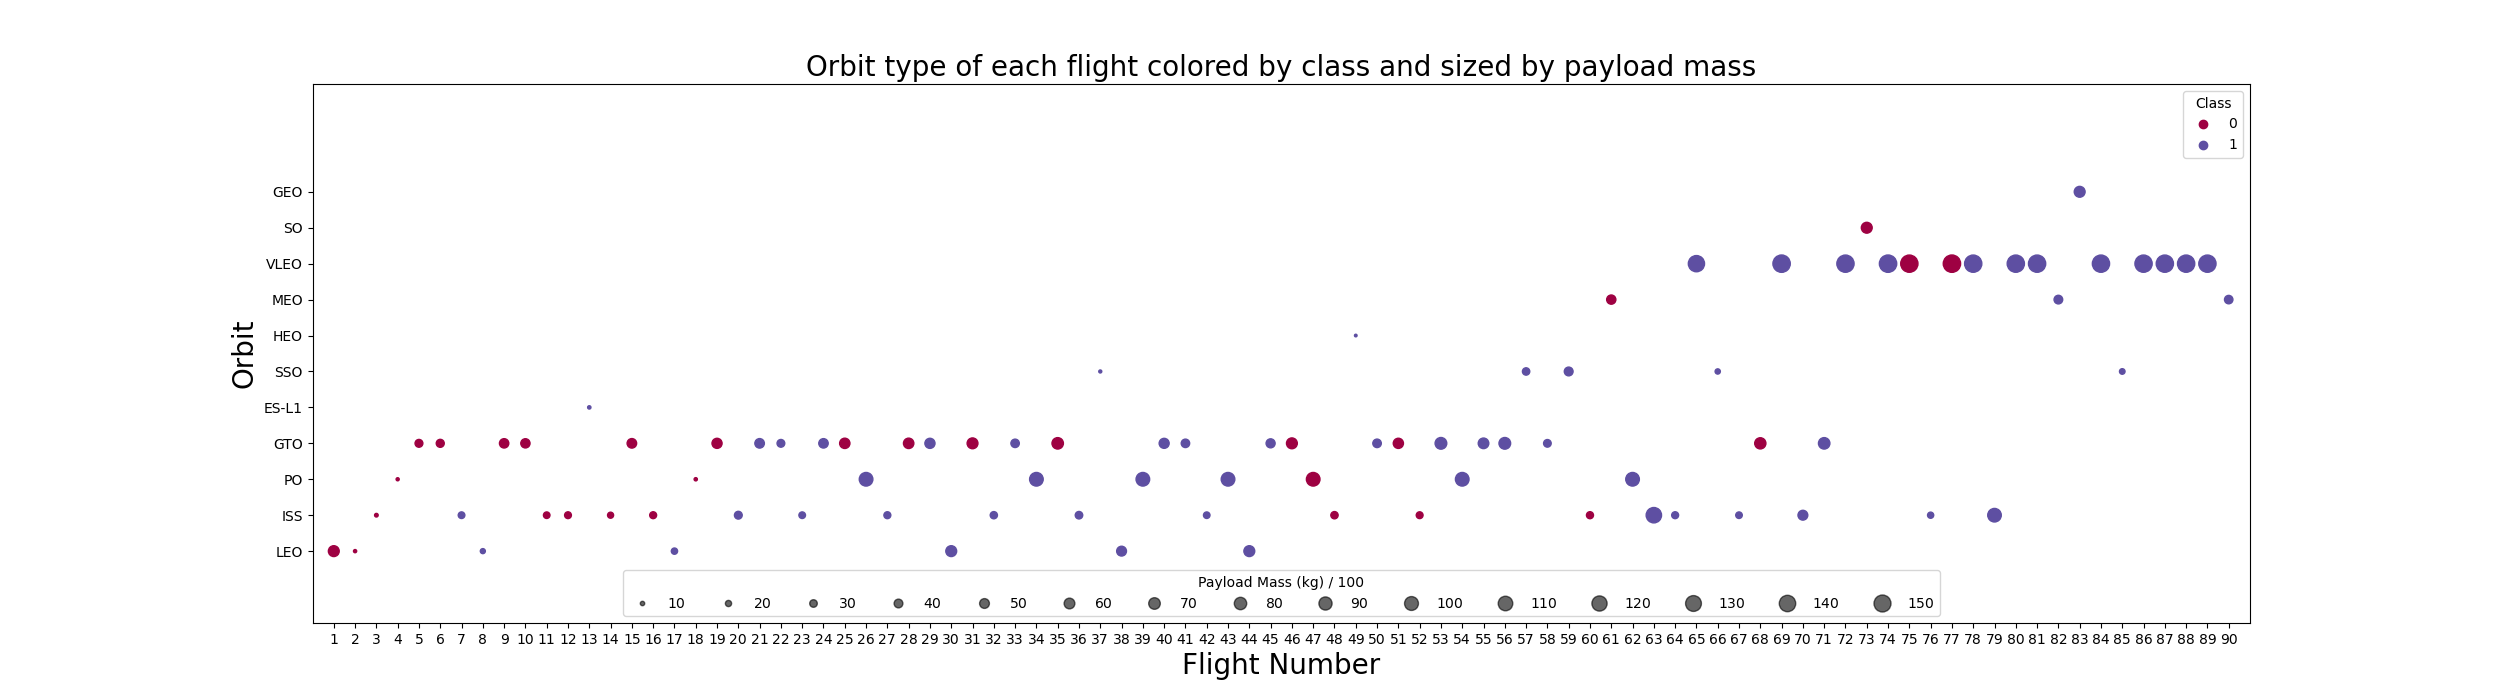 Orbit type of each flight colored by class and sized by payload mass
Class
0
1
GEO
SO
VLEO
MEO
HEO
SSO
ES-L1
GTO
PO
ISS
LEO
Orbit
Payload Mass (kg) / 100
10 20 30 40 50 60 70 80 90 100 110 120 130 140 150
1 2 3 4 5 6 7 8 9 10 11 12 13 14 15 16 17 18 19 20 21 22 23 24 25 26 27 28 29 30 31 32 33 34 35 36 37 38 39 40 41 42 43 44 45 46 47 48 49 50 51 52 53 54 55 56 57 58 59 60 61 62 63 64 65 66 67 68 69 70 71 72 73 74 75 76 77 78 79 80 81 82 83 84 85 86 87 88 89 90
Flight Number